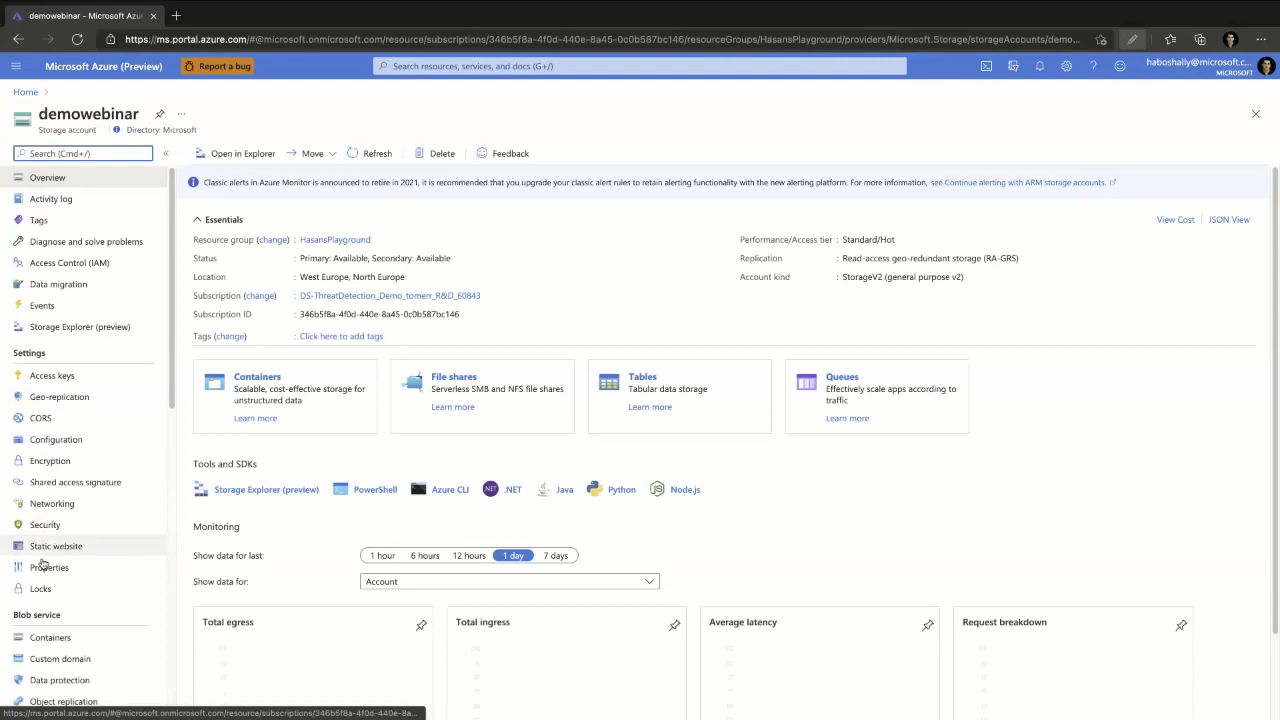 demowebinar - Microsoft Azu
https://ms.portal.azure.com/#@microsoft.onmicrosoft.com/resource/subscriptions/346b5f8a-4f0d-440e-8a45-0c0b587bc146/resourceGroups/HasansPlayground/providers/Microsoft.Storage/storageAccounts/demo...
Microsoft Azure (Preview)
Report a bug
Search resources, services, and docs (G+/)
haboshally@microsoft.c...
MICROSOFT
Home
demowebinar
Storage account
Directory: Microsoft
Search (Cmd+/)
Overview
Activity log
Tags
Diagnose and solve problems
Access Control (IAM)
Data migration
Events
Storage Explorer (preview)
Settings
Access keys
Geo-replication
CORS
Configuration
Encryption
Shared access signature
Networking
Security
Static website
Properties
Locks
Blob service
Containers
Custom domain
Data protection
Object replication
https://ms.portal.azure.com/#@microsoft.onmicrosoft.com/resource/subscriptions/346b5f8a-4f0d-440e-8a...
Open in Explorer
Move
Refresh
Delete
Feedback
Classic alerts in Azure Monitor is announced to retire in 2021, it is recommended that you upgrade your classic alert rules to retain alerting functionality with the new alerting platform. For more information, see Continue alerting with ARM storage accounts.
Essentials
View Cost
JSON View
Resource group (change) : HasansPlayground
Status : Primary: Available, Secondary: Available
Location : West Europe, North Europe
Subscription (change) : DS-ThreatDetection_Demo_tomerr_R&D_60843
Subscription ID : 346b5f8a-4f0d-440e-8a45-0c0b587bc146
Tags (change) : Click here to add tags
Performance/Access tier : Standard/Hot
Replication : Read-access geo-redundant storage (RA-GRS)
Account kind : StorageV2 (general purpose v2)
Containers
Scalable, cost-effective storage for
unstructured data
Learn more
File shares
Serverless SMB and NFS file shares
Learn more
Tables
Tabular data storage
Learn more
Queues
Effectively scale apps according to
traffic
Learn more
Tools and SDKs
Storage Explorer (preview)
PowerShell
Azure CLI
NET
.NET
Java
Python
Node.js
Monitoring
Show data for last:
1 hour
6 hours
12 hours
1 day
7 days
Show data for:
Account
Total egress
Total ingress
Average latency
Request breakdown